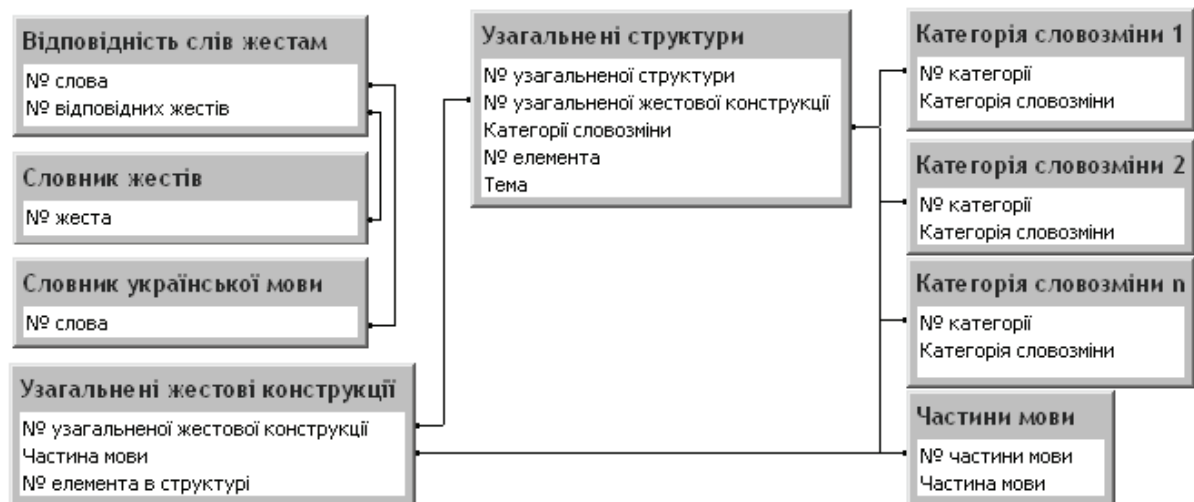 Відповідність слів жестам
№ слова
№ відповідних жестів
Словник жестів
№ жеста
Словник української мови
№ слова
Узагальнені жестові конструкції
№ узагальненої жестової конструкції
Частина мови
№ елемента в структурі
Узагальнені структури
№ узагальненої структури
№ узагальненої жестової конструкції
Категорії словозміни
№ елемента
Тема
Категорія словозміни 1
№ категорії
Категорія словозміни
Категорія словозміни 2
№ категорії
Категорія словозміни
Категорія словозміни n
№ категорії
Категорія словозміни
Частини мови
№ частини мови
Частина мови